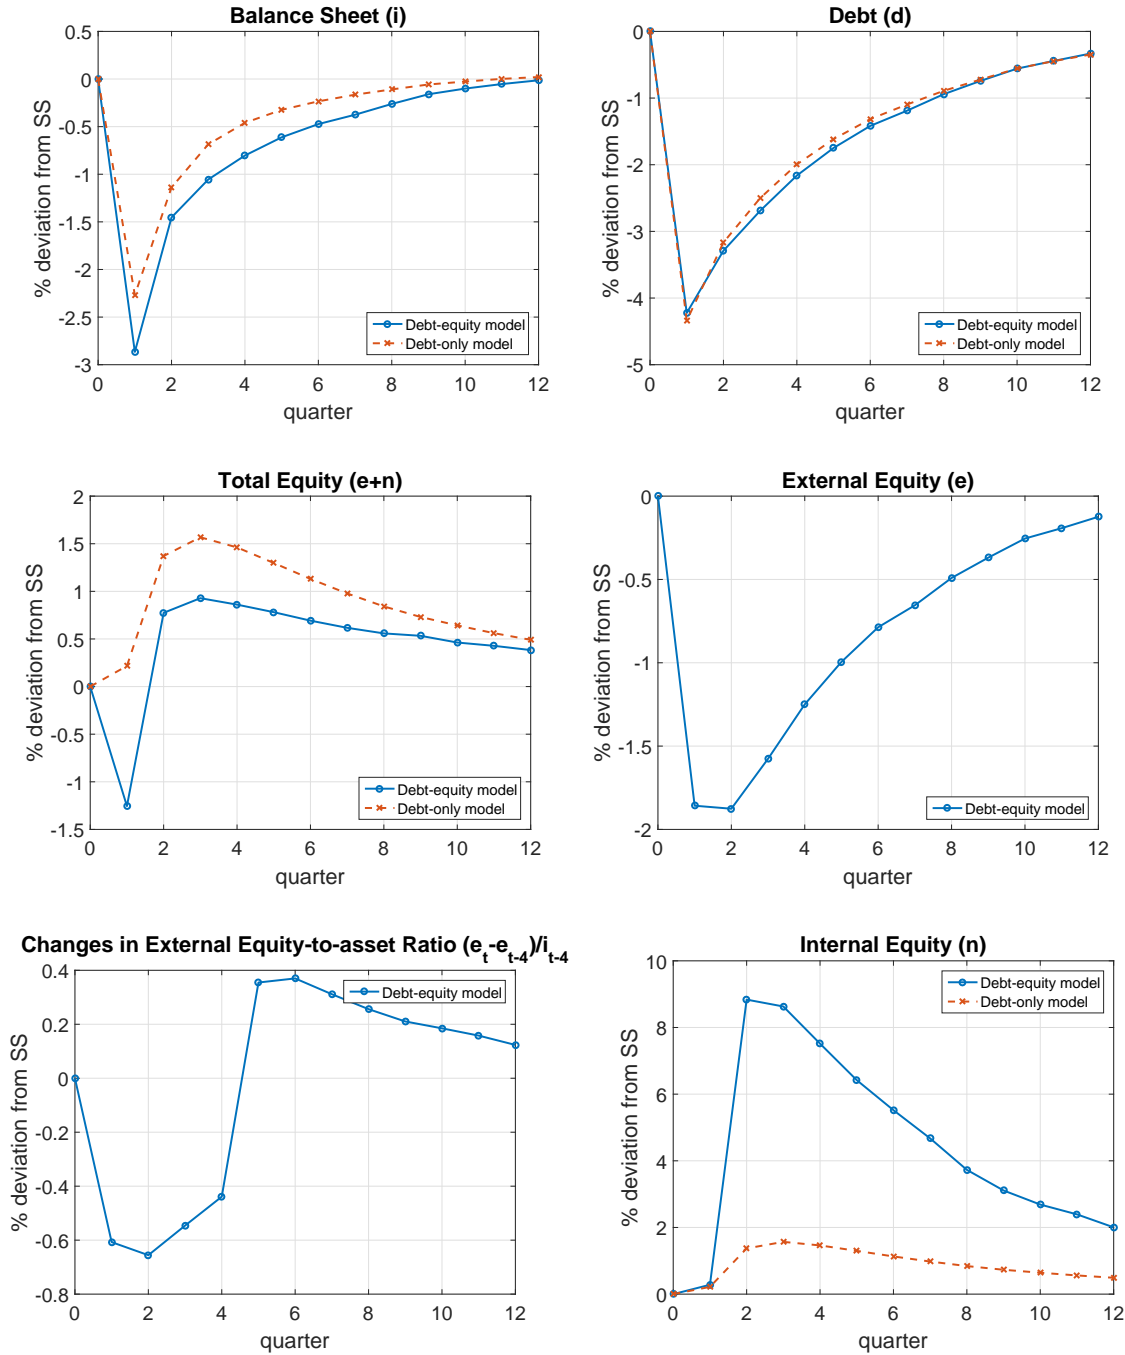 Balance Sheet (i)
% deviation from SS
0.5
0
-0.5
-1
-1.5
-2
-2.5
-3
0 2 4 6 8 10 12
quarter
Debt-equity model
Debt-only model
Debt (d)
% deviation from SS
0
-1
-2
-3
-4
-5
0 2 4 6 8 10 12
quarter
Debt-equity model
Debt-only model
Total Equity (e+n)
% deviation from SS
2
1.5
1
0.5
0
-0.5
-1
-1.5
0 2 4 6 8 10 12
quarter
Debt-equity model
Debt-only model
External Equity (e)
% deviation from SS
0
-0.5
-1
-1.5
-2
0 2 4 6 8 10 12
quarter
Debt-equity model
Changes in External Equity-to-asset Ratio (e_t-e_{t-4})/i_{t-4}
% deviation from SS
0.4
0.2
0
-0.2
-0.4
-0.6
-0.8
0 2 4 6 8 10 12
quarter
Debt-equity model
Internal Equity (n)
% deviation from SS
10
8
6
4
2
0
0 2 4 6 8 10 12
quarter
Debt-equity model
Debt-only model